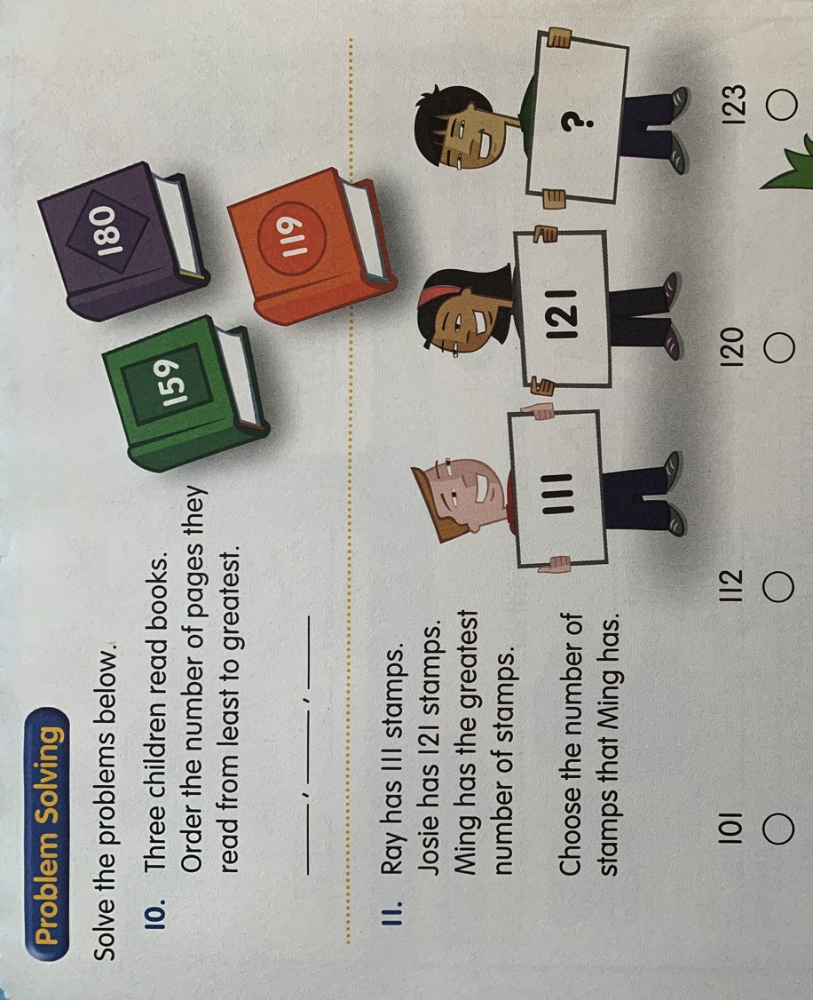 Problem Solving
Solve the problems below.
10. Three children read books.
Order the number of pages they
read from least to greatest.
_____, _____, _____
159
180
119
11. Ray has 111 stamps.
Josie has 121 stamps.
Ming has the greatest
number of stamps.
Choose the number of
stamps that Ming has.
111
121
?
101 112 120 123